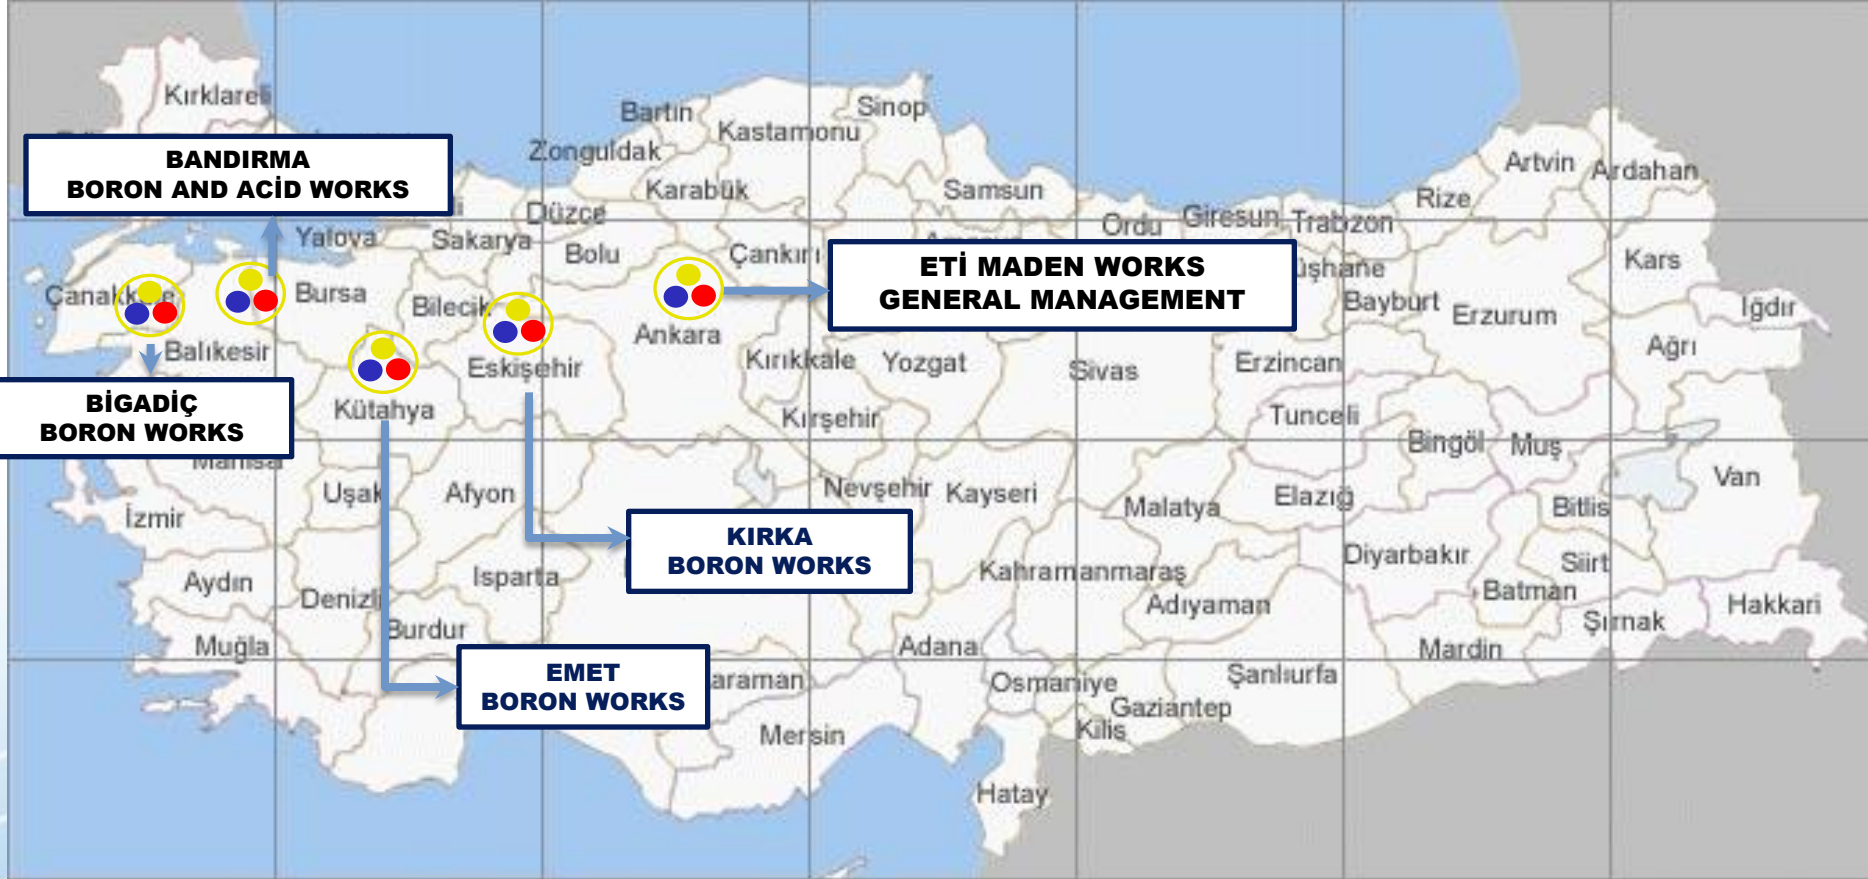 Kırklareli
Bartın
Sinop
Kastamonu
Zonguldak
Artvin
Ardahan
BANDIRMA
BORON AND ACİD WORKS
Karabük
Samsun
Rize
Düzce
Ordu
Giresun
Trabzon
Yalova
Sakarya
Bolu
Çankırı
ETİ MADEN WORKS
GENERAL MANAGEMENT
Kars
Çanakkale
Bursa
Bilecik
Bayburt
Erzurum
Iğdır
Ankara
Balıkesir
Eskişehir
Kırıkkale
Yozgat
Sivas
Erzincan
Ağrı
BİGADİÇ
BORON WORKS
Kütahya
Kırşehir
Tunceli
Bingöl
Muş
Manisa
Uşak
Afyon
Nevşehir
Kayseri
Malatya
Elazığ
Bitlis
Van
İzmir
KIRKA
BORON WORKS
Diyarbakır
Siirt
Aydın
Denizli
Isparta
Kahramanmaraş
Adıyaman
Batman
Şırnak
Hakkari
Muğla
Burdur
Adana
Mardin
EMET
BORON WORKS
araman
Osmaniye
Şanlıurfa
Gaziantep
Kilis
Mersin
Hatay